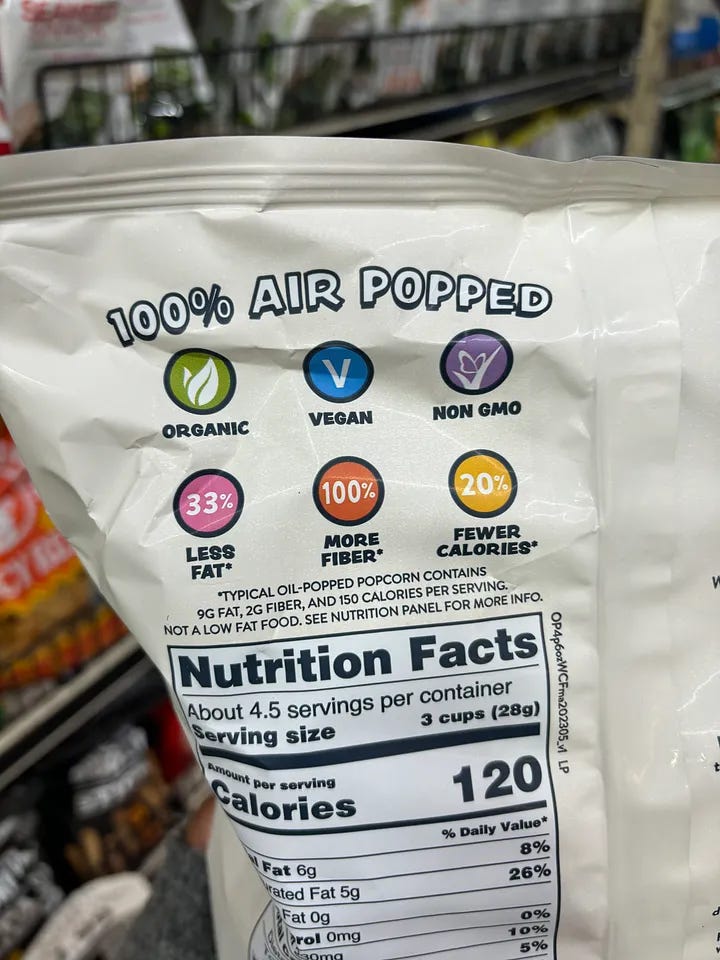 100% AIR POPPED
V
ORGANIC
VEGAN
NON GMO
33%
100%
20%
LESS
FAT*
MORE
FIBER*
FEWER
CALORIES*
*TYPICAL OIL-POPPED POPCORN CONTAINS
9G FAT, 2G FIBER, AND 150 CALORIES PER SERVING.
NOT A LOW FAT FOOD. SEE NUTRITION PANEL FOR MORE INFO.
Nutrition Facts
About 4.5 servings per container
Serving size 3 cups (28g)
Amount per serving
Calories 120
% Daily Value*
Fat 6g 8%
rated Fat 5g 26%
Fat 0g
rol 0mg 0%
10%
5%